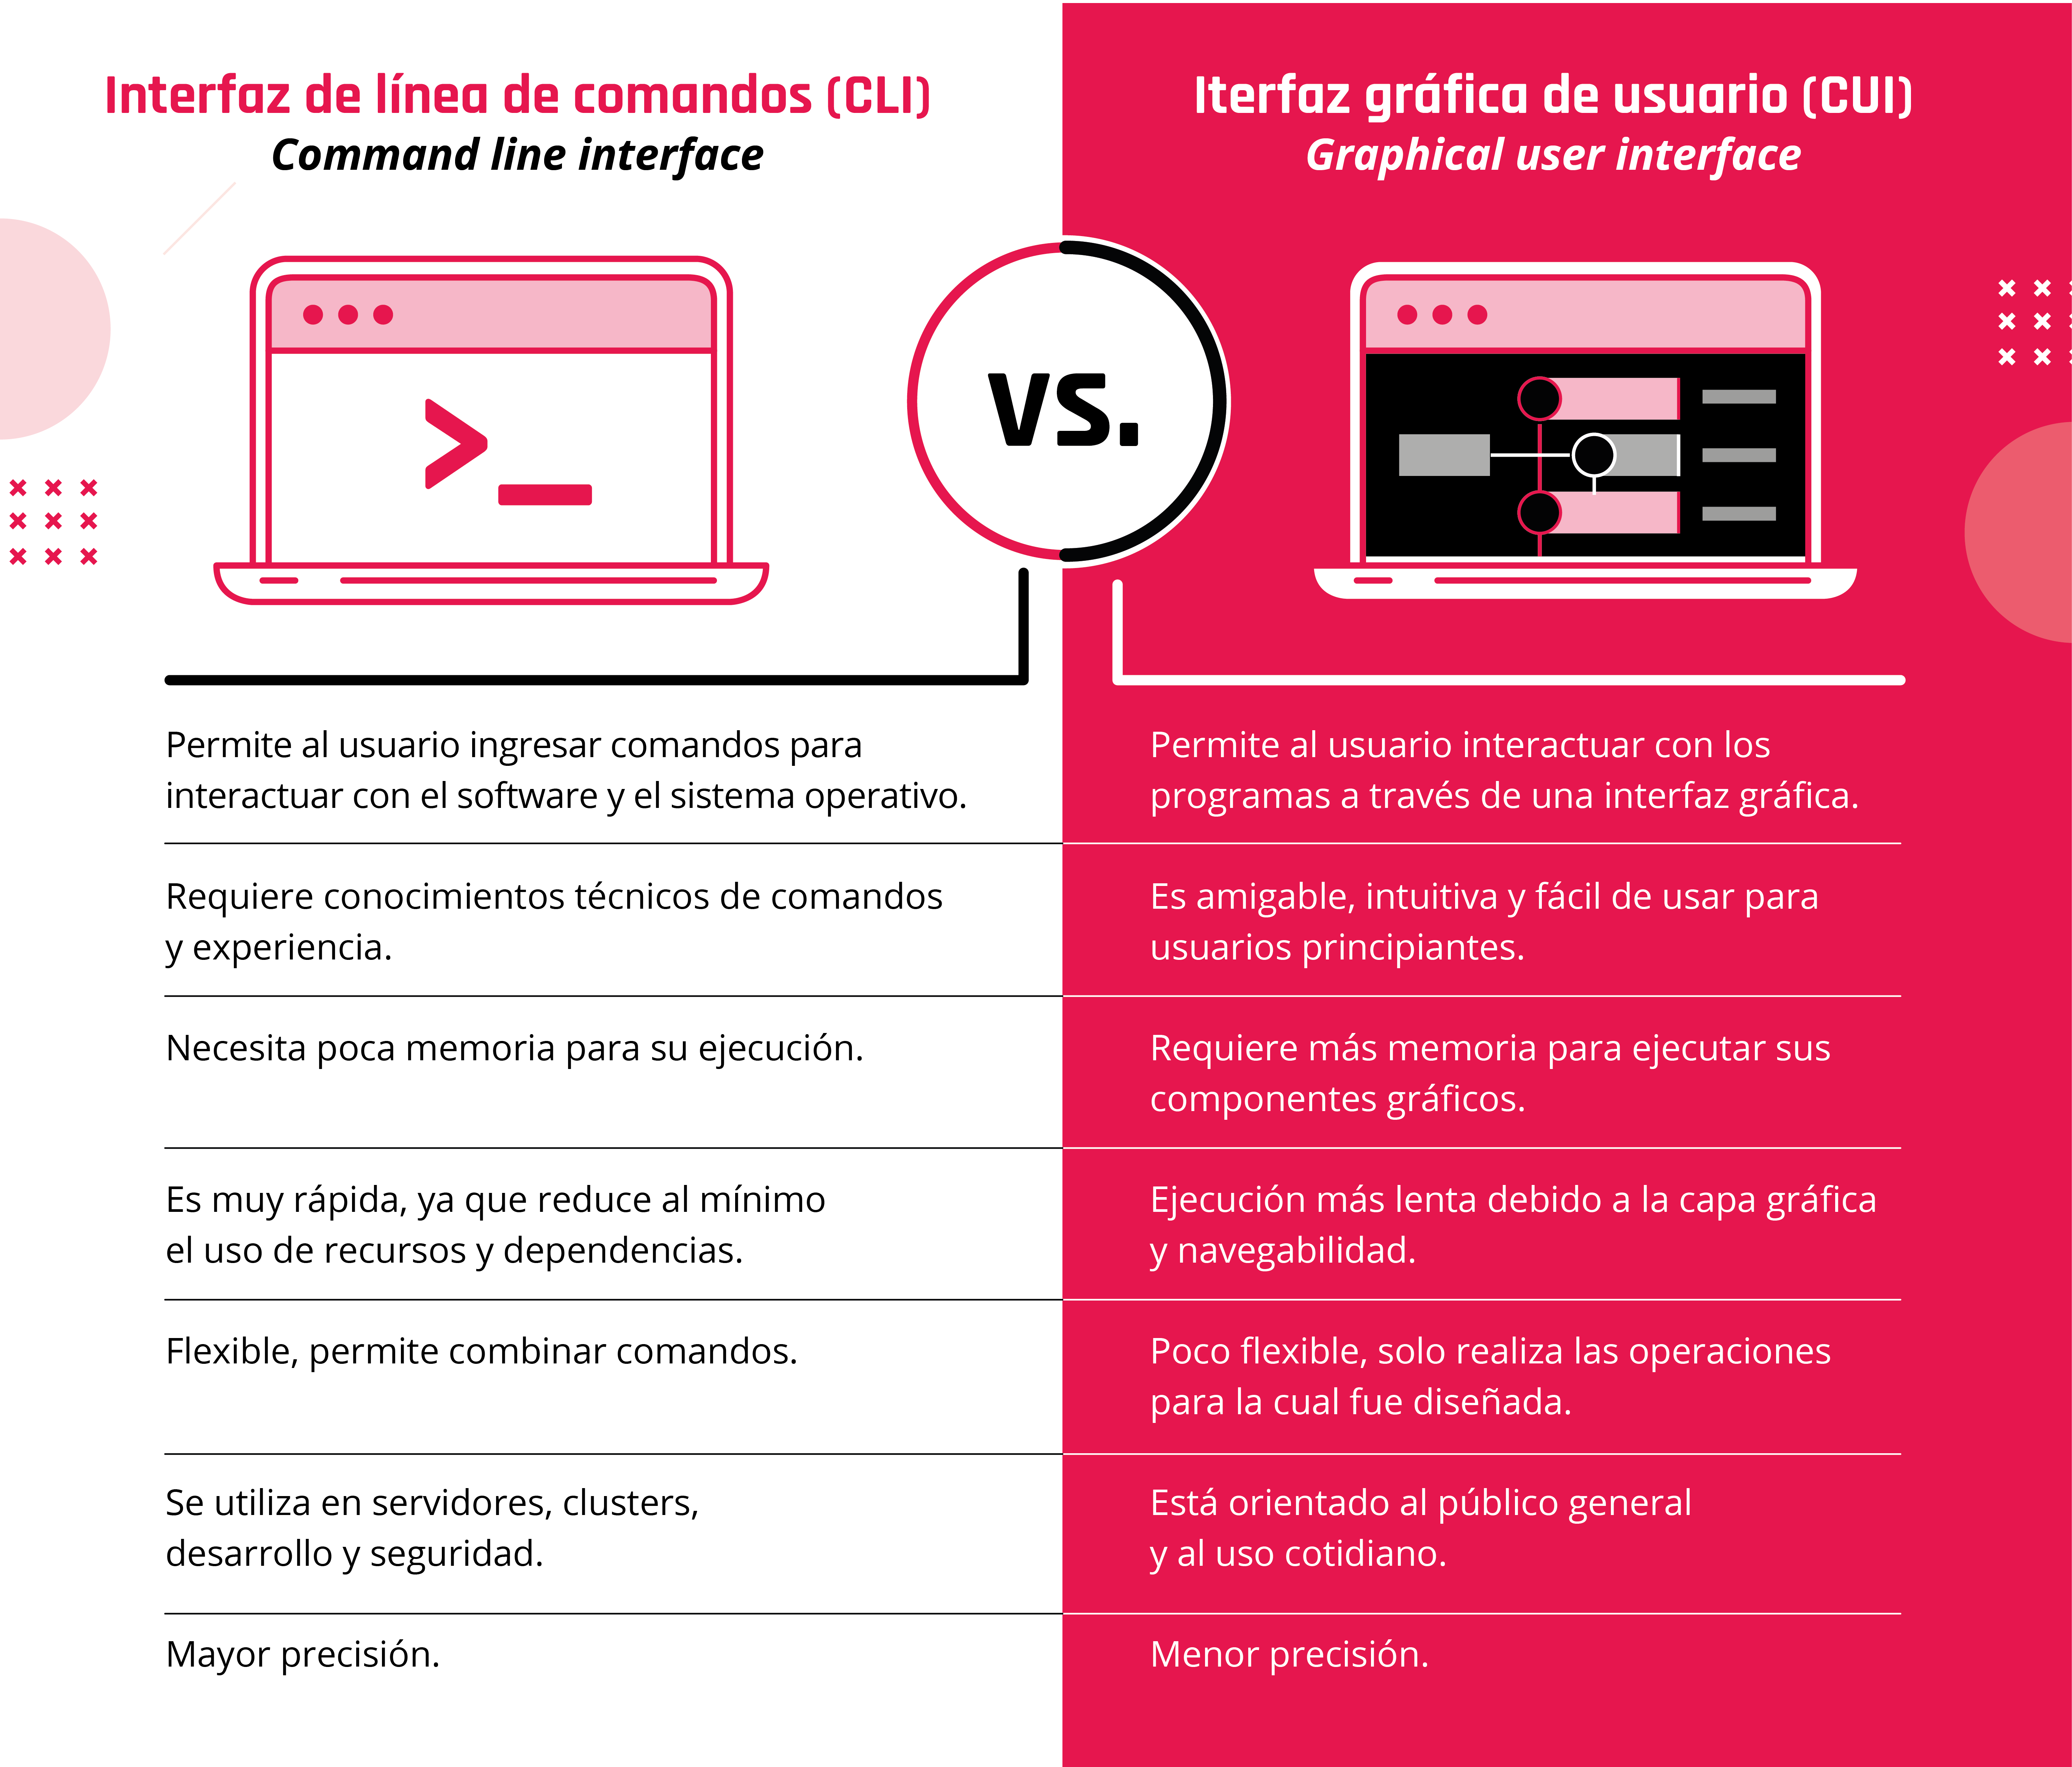 Interfaz de línea de comandos (CLI)
Command line interface
Iterfaz gráfica de usuario (CUI)
Graphical user interface
>_
vs.
Permite al usuario ingresar comandos para
interactuar con el software y el sistema operativo.
Permite al usuario interactuar con los
programas a través de una interfaz gráfica.
Requiere conocimientos técnicos de comandos
y experiencia.
Es amigable, intuitiva y fácil de usar para
usuarios principiantes.
Necesita poca memoria para su ejecución.
Requiere más memoria para ejecutar sus
componentes gráficos.
Es muy rápida, ya que reduce al mínimo
el uso de recursos y dependencias.
Ejecución más lenta debido a la capa gráfica
y navegabilidad.
Flexible, permite combinar comandos.
Poco flexible, solo realiza las operaciones
para la cual fue diseñada.
Se utiliza en servidores, clusters,
desarrollo y seguridad.
Está orientado al público general
y al uso cotidiano.
Mayor precisión.
Menor precisión.